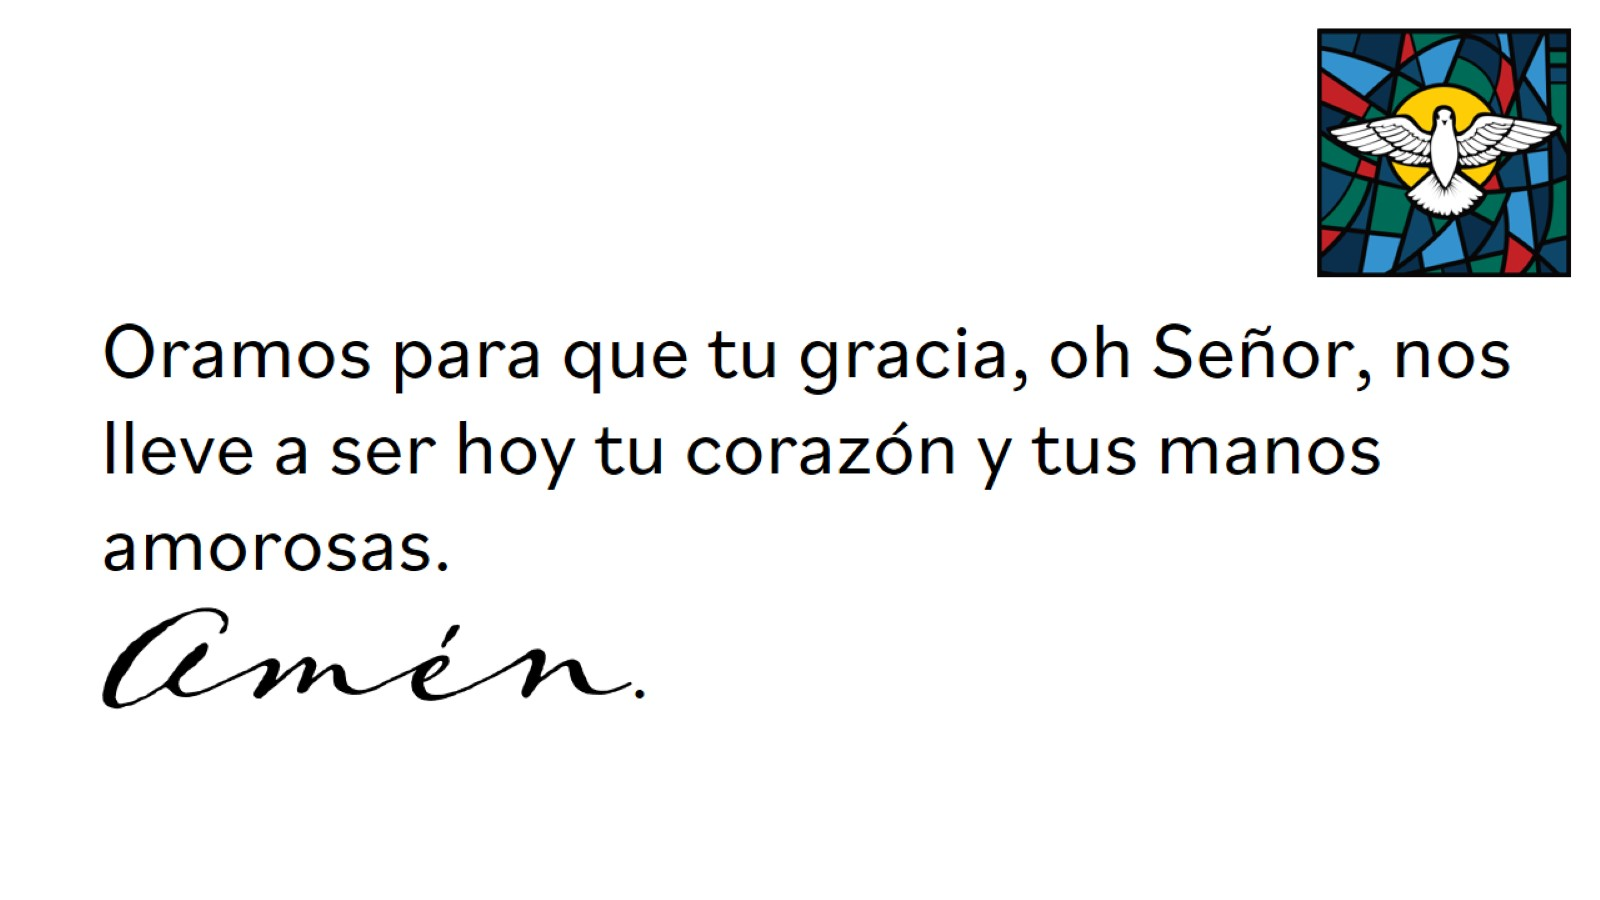 Oramos para que tu gracia, oh Señor, nos
lleve a ser hoy tu corazón y tus manos
amorosas.
Amén.